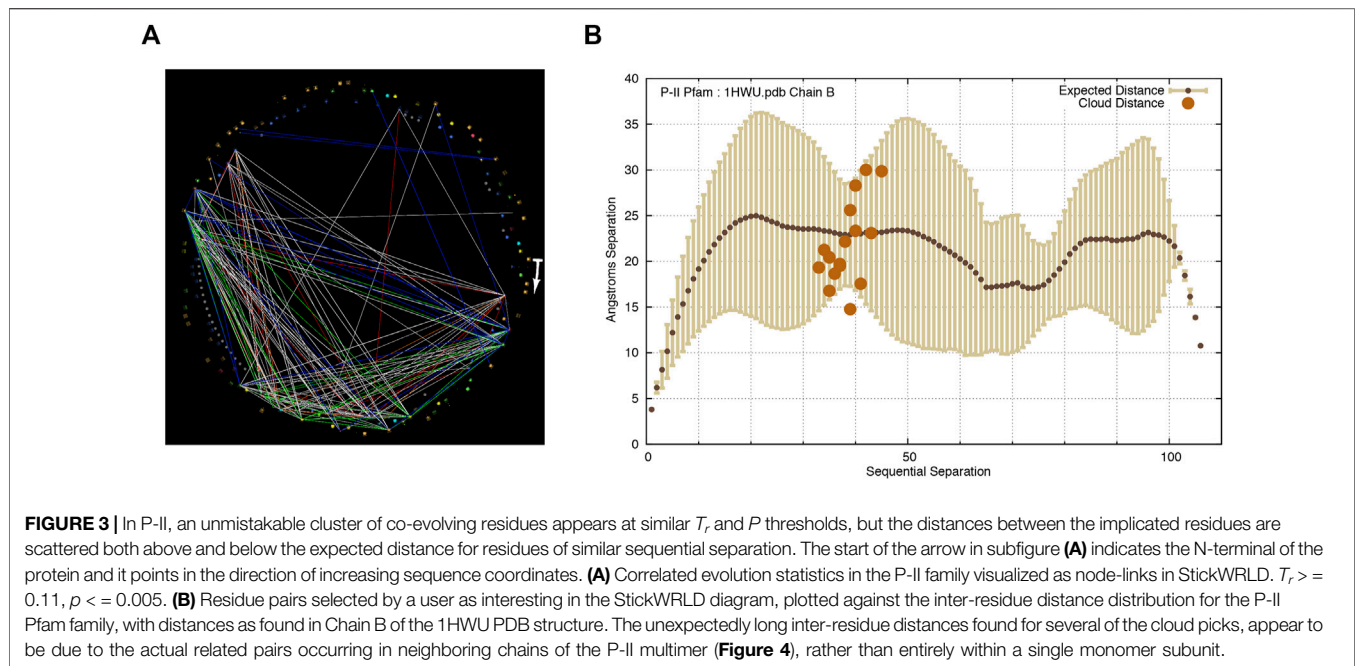 A
B
P-II Pfam : 1HWU.pdb Chain B
Expected Distance
Cloud Distance
Angstroms Separation
40
35
30
25
20
15
10
5
0
0
50
100
Sequential Separation
FIGURE 3 | In P-II, an unmistakable cluster of co-evolving residues appears at similar Tr and P thresholds, but the distances between the implicated residues are
scattered both above and below the expected distance for residues of similar sequential separation. The start of the arrow in subfigure (A) indicates the N-terminal of the
protein and it points in the direction of increasing sequence coordinates. (A) Correlated evolution statistics in the P-II family visualized as node-links in StickWRLD. Tr > =
0.11, p < = 0.005. (B) Residue pairs selected by a user as interesting in the StickWRLD diagram, plotted against the inter-residue distance distribution for the P-II
Pfam family, with distances as found in Chain B of the 1HWU PDB structure. The unexpectedly long inter-residue distances found for several of the cloud picks, appear to
be due to the actual related pairs occurring in neighboring chains of the P-II multimer (Figure 4), rather than entirely within a single monomer subunit.